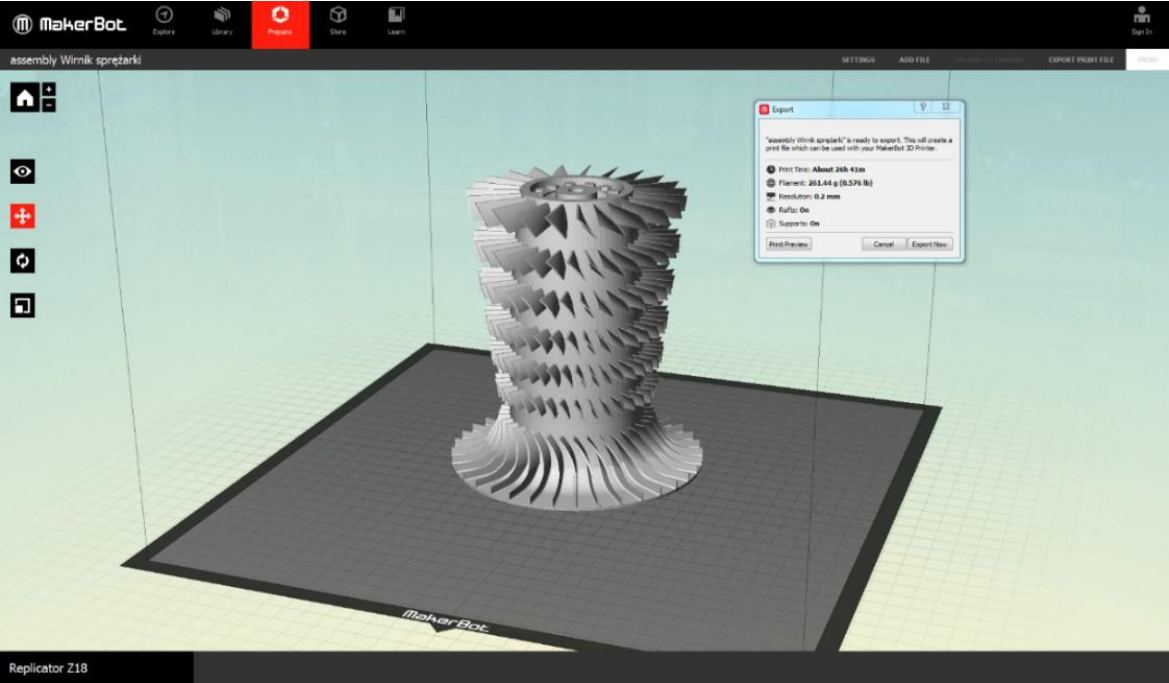 MakerBot
Explore
Library
Prepare
Store
Learn
Sign In
assembly Wirnik sprężarki
SETTINGS
ADD FILE
EXPORT PRINT FILE
PRINT
Export
"assembly Wirnik sprężarki" is ready to export. This will create a
print file which can be used with your MakerBot 3D Printer.
Print Time: About 26h 41m
Filament: 261.44 g (0.576 lb)
Resolution: 0.2 mm
Rafts: On
Supports: On
Print Preview
Cancel
Export Now
MakerBot
Replicator Z18